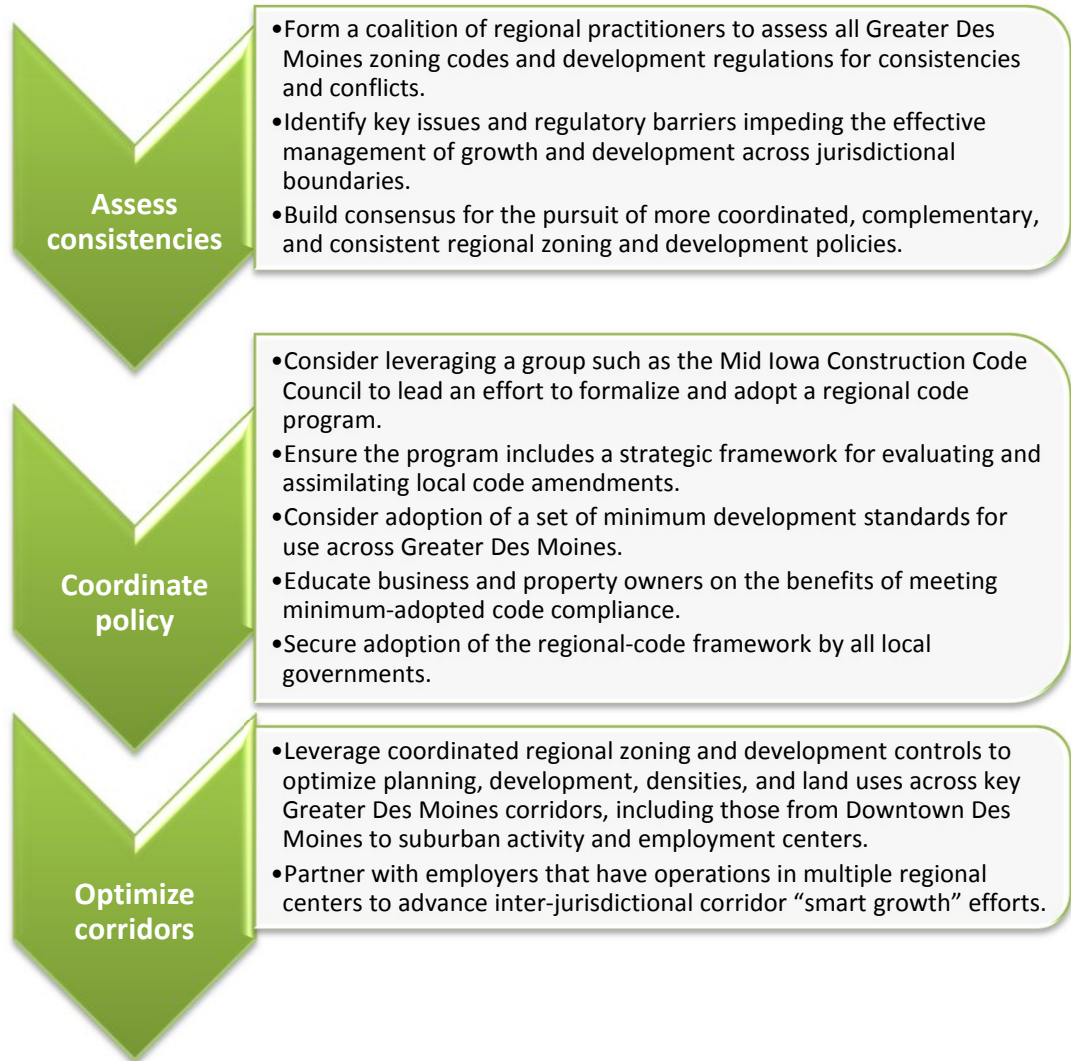 •Form a coalition of regional practitioners to assess all Greater Des
Moines zoning codes and development regulations for consistencies
and conflicts.
•Identify key issues and regulatory barriers impeding the effective
management of growth and development across jurisdictional
boundaries.
•Build consensus for the pursuit of more coordinated, complementary,
and consistent regional zoning and development policies.
Assess
consistencies
•Consider leveraging a group such as the Mid Iowa Construction Code
Council to lead an effort to formalize and adopt a regional code
program.
•Ensure the program includes a strategic framework for evaluating and
assimilating local code amendments.
•Consider adoption of a set of minimum development standards for
use across Greater Des Moines.
•Educate business and property owners on the benefits of meeting
minimum-adopted code compliance.
•Secure adoption of the regional-code framework by all local
governments.
Coordinate
policy
•Leverage coordinated regional zoning and development controls to
optimize planning, development, densities, and land uses across key
Greater Des Moines corridors, including those from Downtown Des
Moines to suburban activity and employment centers.
•Partner with employers that have operations in multiple regional
centers to advance inter-jurisdictional corridor “smart growth” efforts.
Optimize
corridors